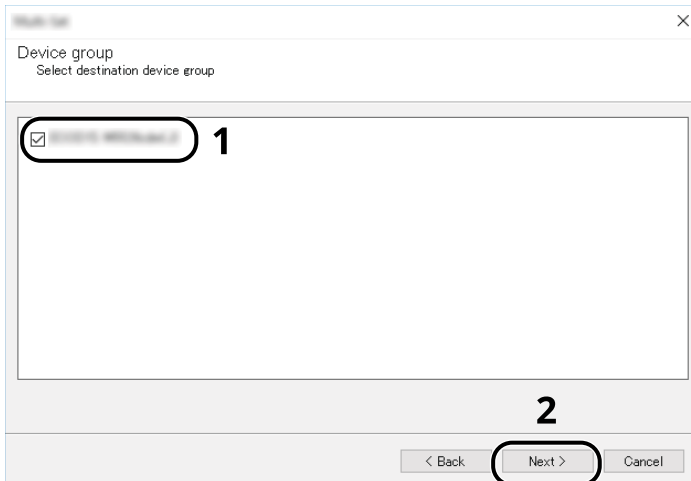 Device group
Select destination device group
1
2
< Back
Next >
Cancel